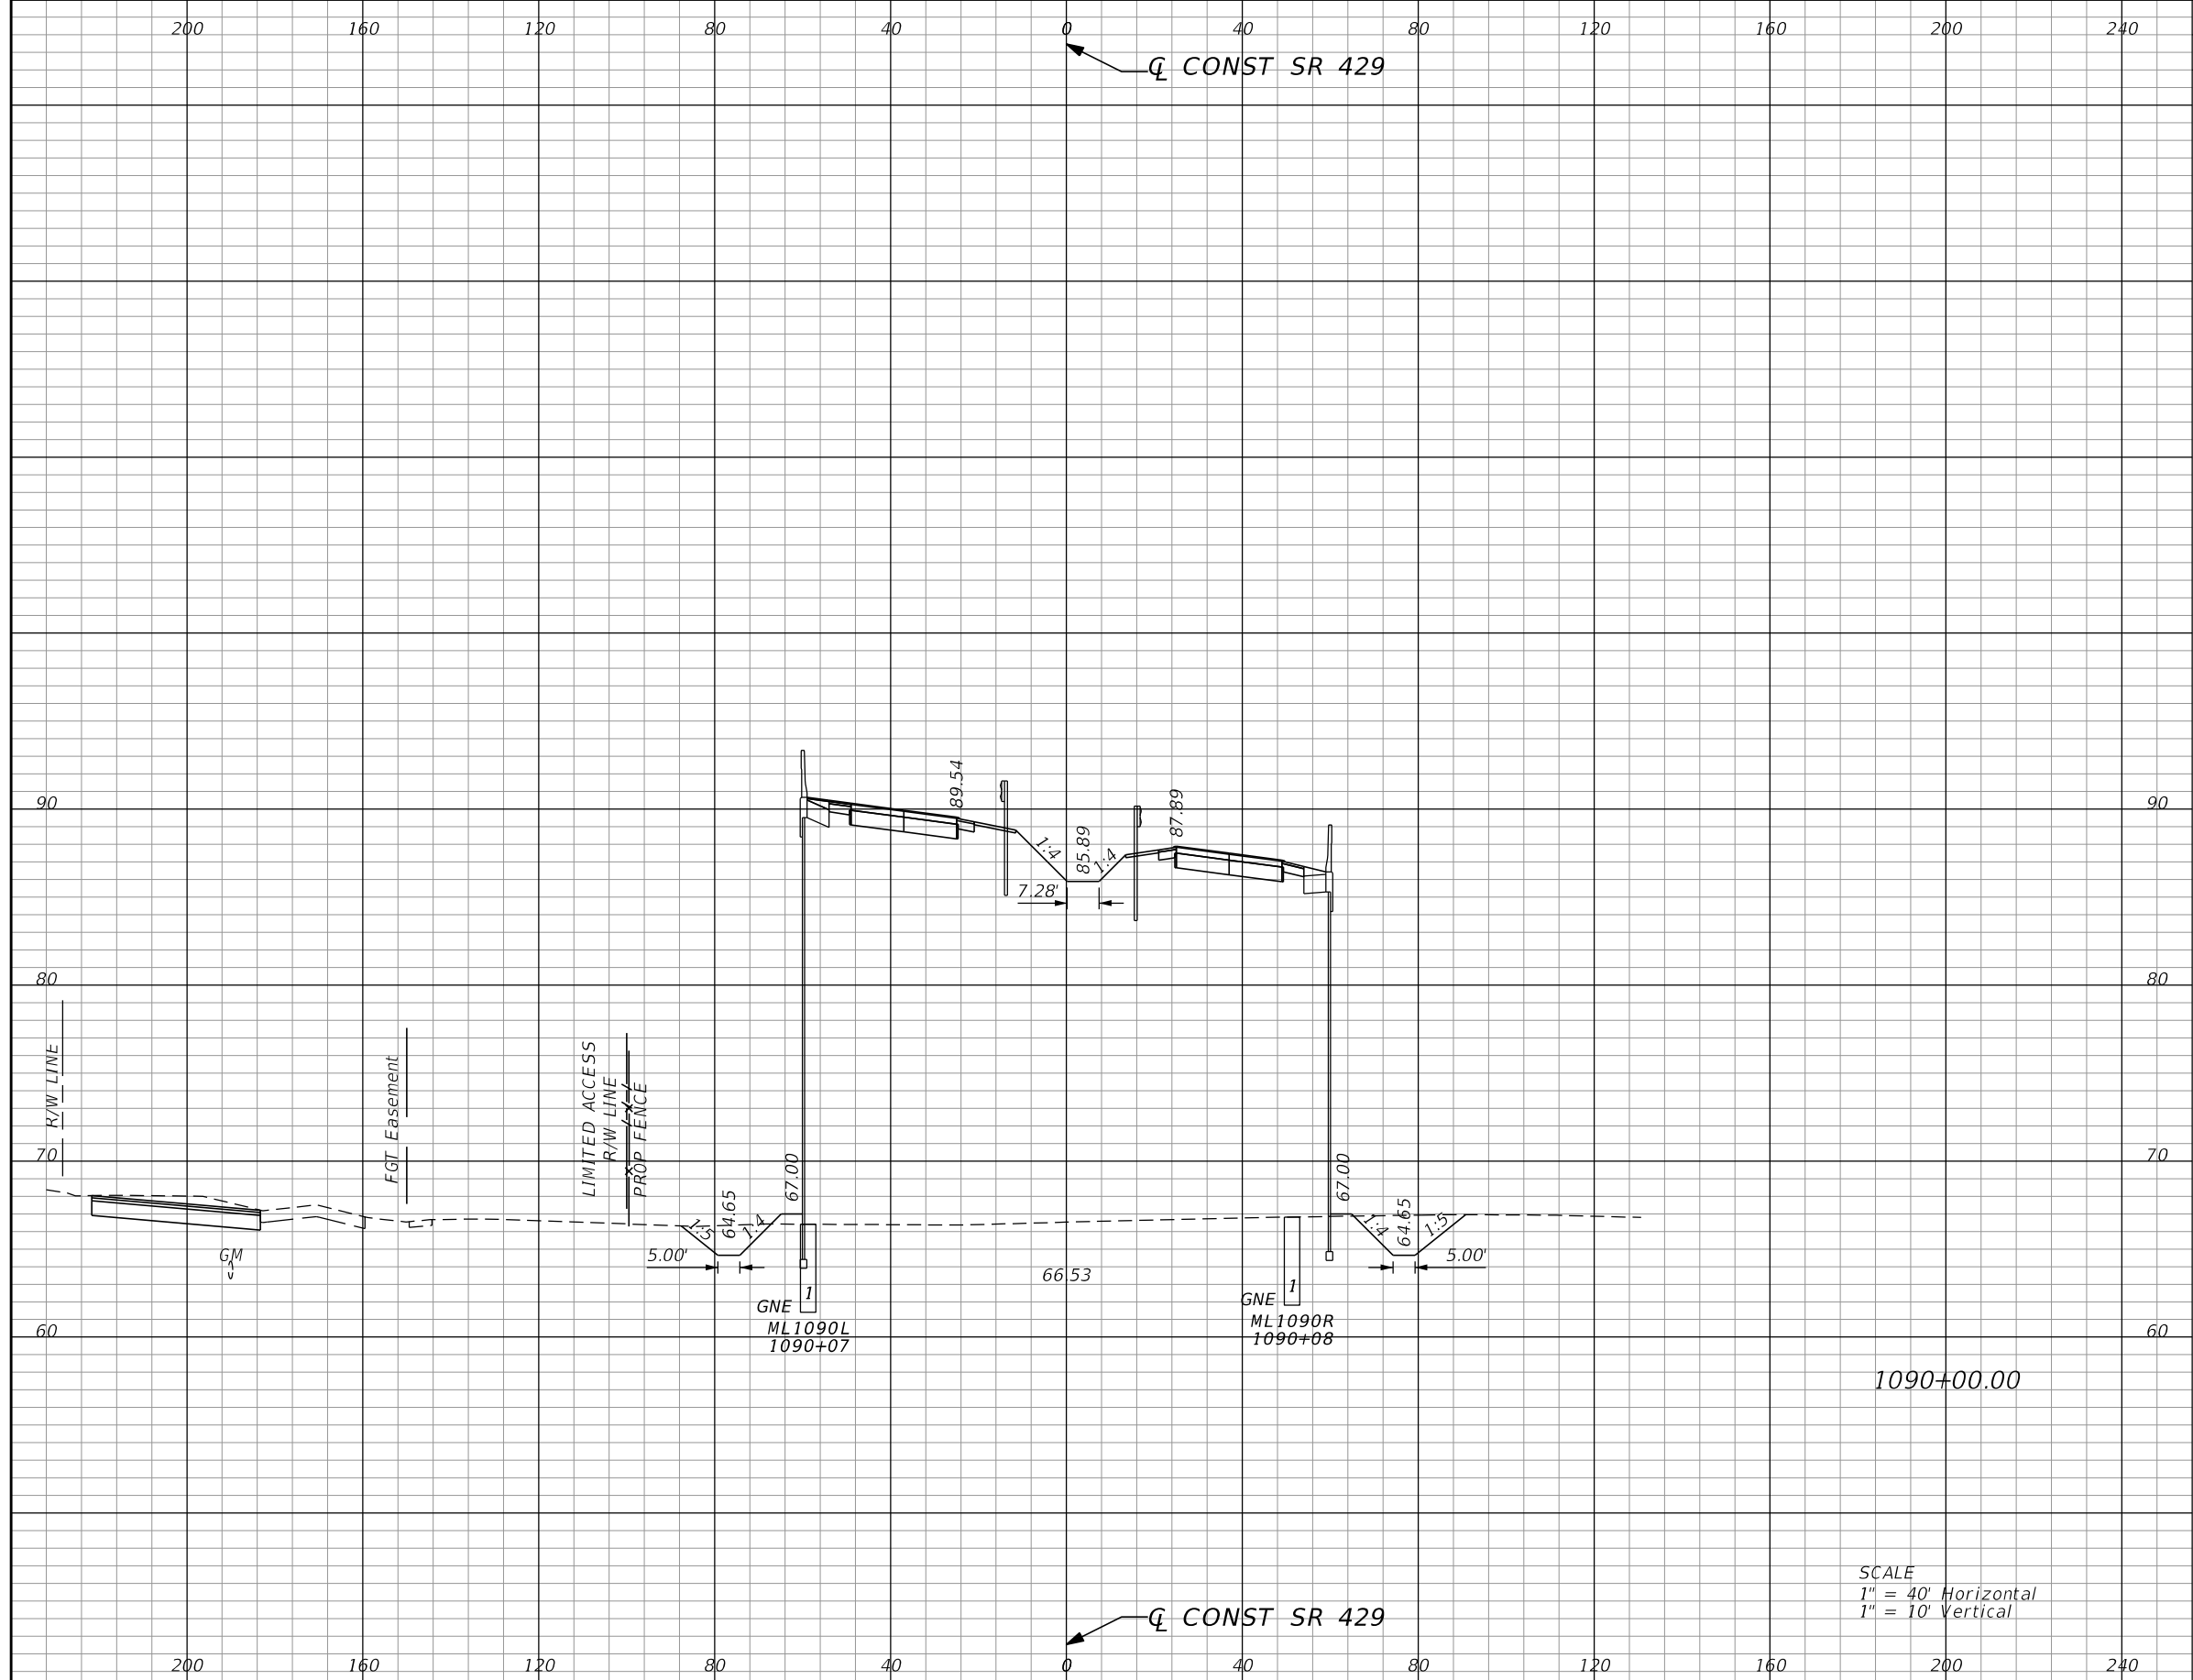 200 160 120 80 40 0 40 80 120 160 200 240
℄ CONST SR 429
89.54
87.89
90
90
1:4
85.89
1:4
7.28'
80
80
R/W LINE
FGT Easement
LIMITED ACCESS
R/W LINE
PROP FENCE
70
70
67.00
67.00
64.65
64.65
1:5
1:4
1:4
1:5
GM
5.00'
5.00'
66.53
1
1
GNE
GNE
ML1090L
1090+07
ML1090R
1090+08
60
60
1090+00.00
SCALE
1" = 40' Horizontal
1" = 10' Vertical
℄ CONST SR 429
200 160 120 80 40 0 40 80 120 160 200 240